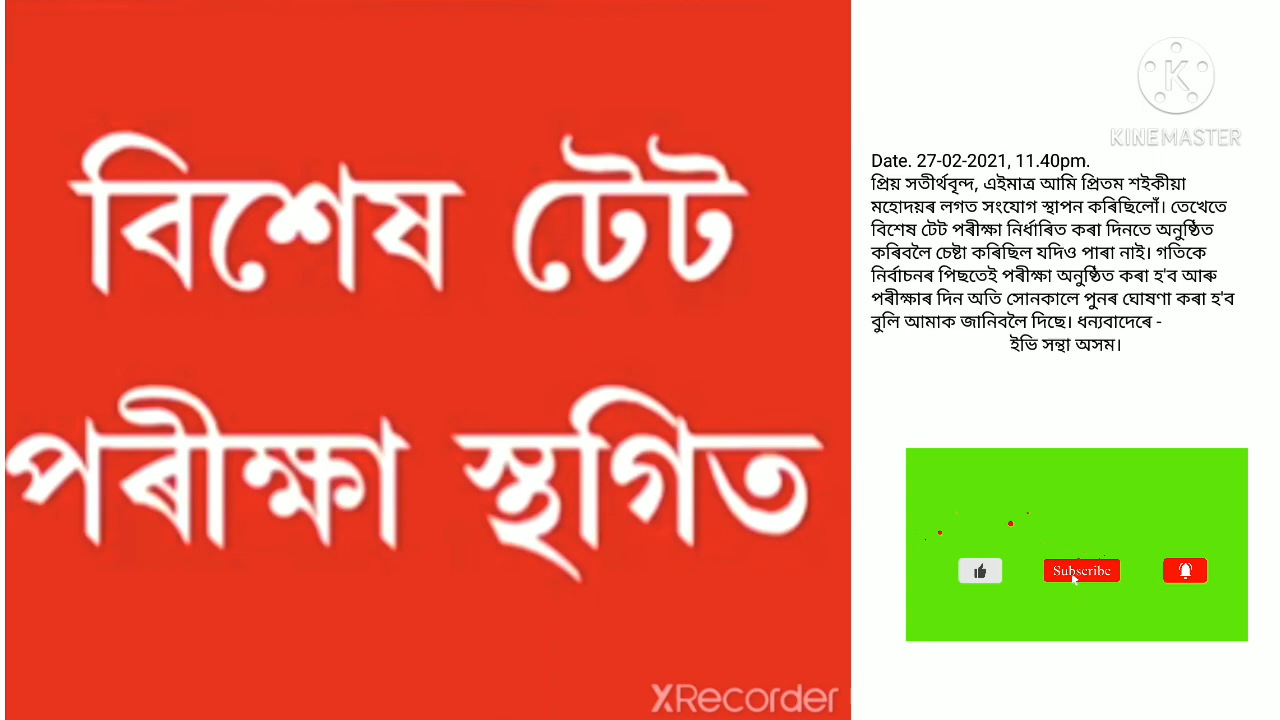 বিশেষ টেট
পৰীক্ষা স্থগিত
XRecorder
KINEMASTER
Date. 27-02-2021, 11.40pm.
প্ৰিয় সতীৰ্থবৃন্দ, এইমাত্ৰ আমি প্ৰিতম শইকীয়া
মহোদয়ৰ লগত সংযোগ স্থাপন কৰিছিলোঁ। তেখেতে
বিশেষ টেট পৰীক্ষা নিৰ্ধাৰিত কৰা দিনতে অনুষ্ঠিত
কৰিবলৈ চেষ্টা কৰিছিল যদিও পাৰা নাই। গতিকে
নিৰ্বাচনৰ পিছতেই পৰীক্ষা অনুষ্ঠিত কৰা হ'ব আৰু
পৰীক্ষাৰ দিন অতি সোনকালে পুনৰ ঘোষণা কৰা হ'ব
বুলি আমাক জানিবলৈ দিছে। ধন্যবাদেৰে -
ইভি সন্থা অসম।
Subscribe